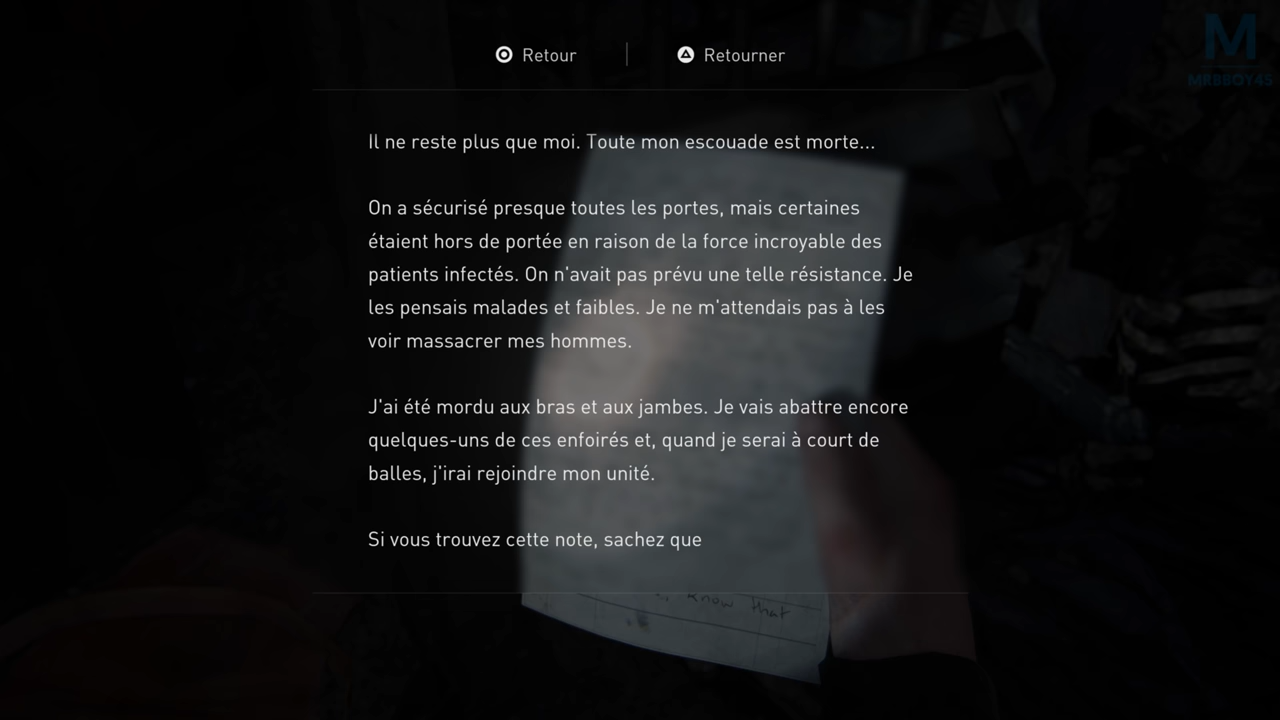 Retour
Retourner
M
MRBBOY45
Il ne reste plus que moi. Toute mon escouade est morte...
On a sécurisé presque toutes les portes, mais certaines
étaient hors de portée en raison de la force incroyable des
patients infectés. On n'avait pas prévu une telle résistance. Je
les pensais malades et faibles. Je ne m'attendais pas à les
voir massacrer mes hommes.
J'ai été mordu aux bras et aux jambes. Je vais abattre encore
quelques-uns de ces enfoirés et, quand je serai à court de
balles, j'irai rejoindre mon unité.
Si vous trouvez cette note, sachez que
know that